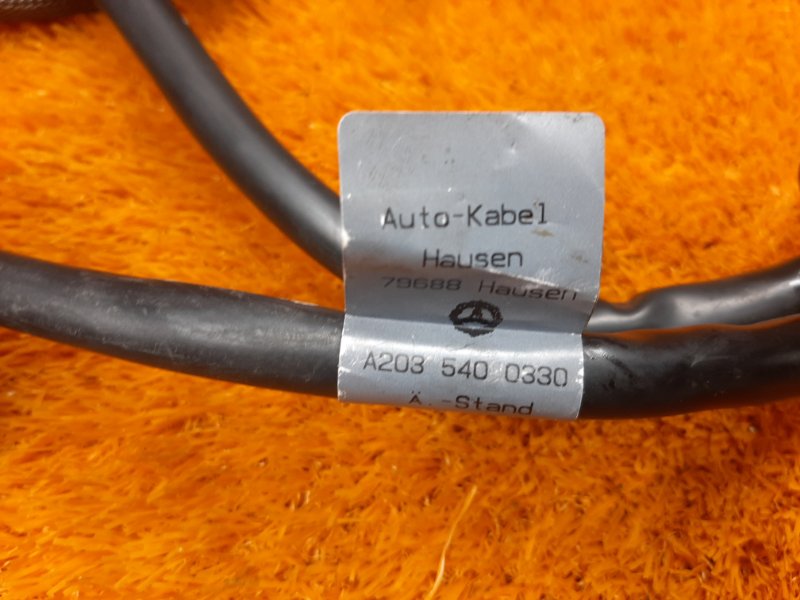 Auto-Kabel
Hausen
79688 Hausen
A203 540 0330
Ä.-Stand